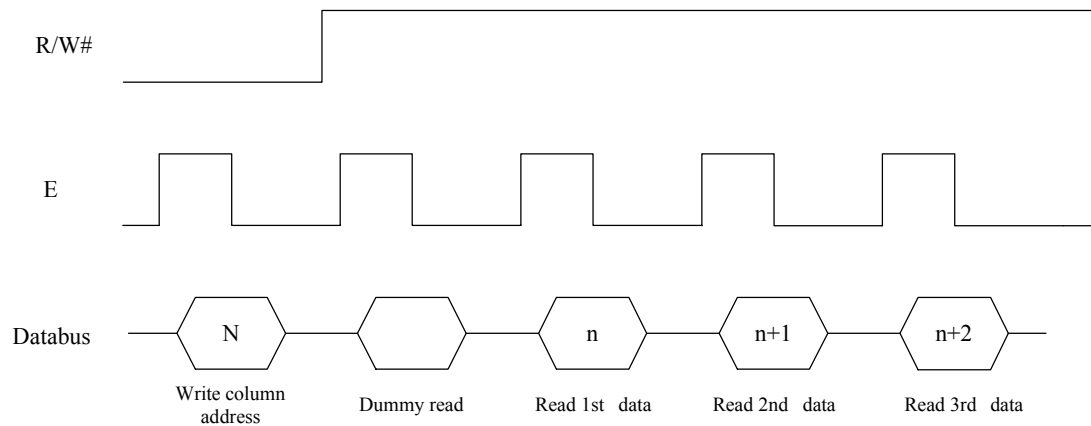 R/W#
E
Databus
N
n
n+1
n+2
Write column
address
Dummy read
Read 1st data
Read 2nd data
Read 3rd data